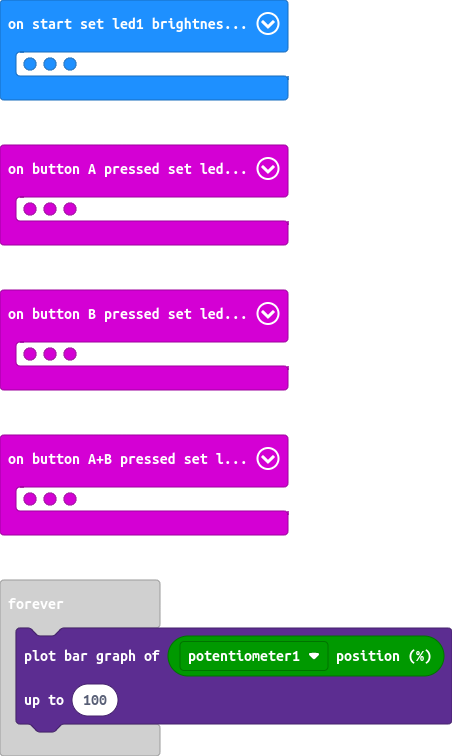 on start set led1 brightnes...
on button A pressed set led...
on button B pressed set led...
on button A+B pressed set l...
forever
plot bar graph of potentiometer1 position (%)
up to 100